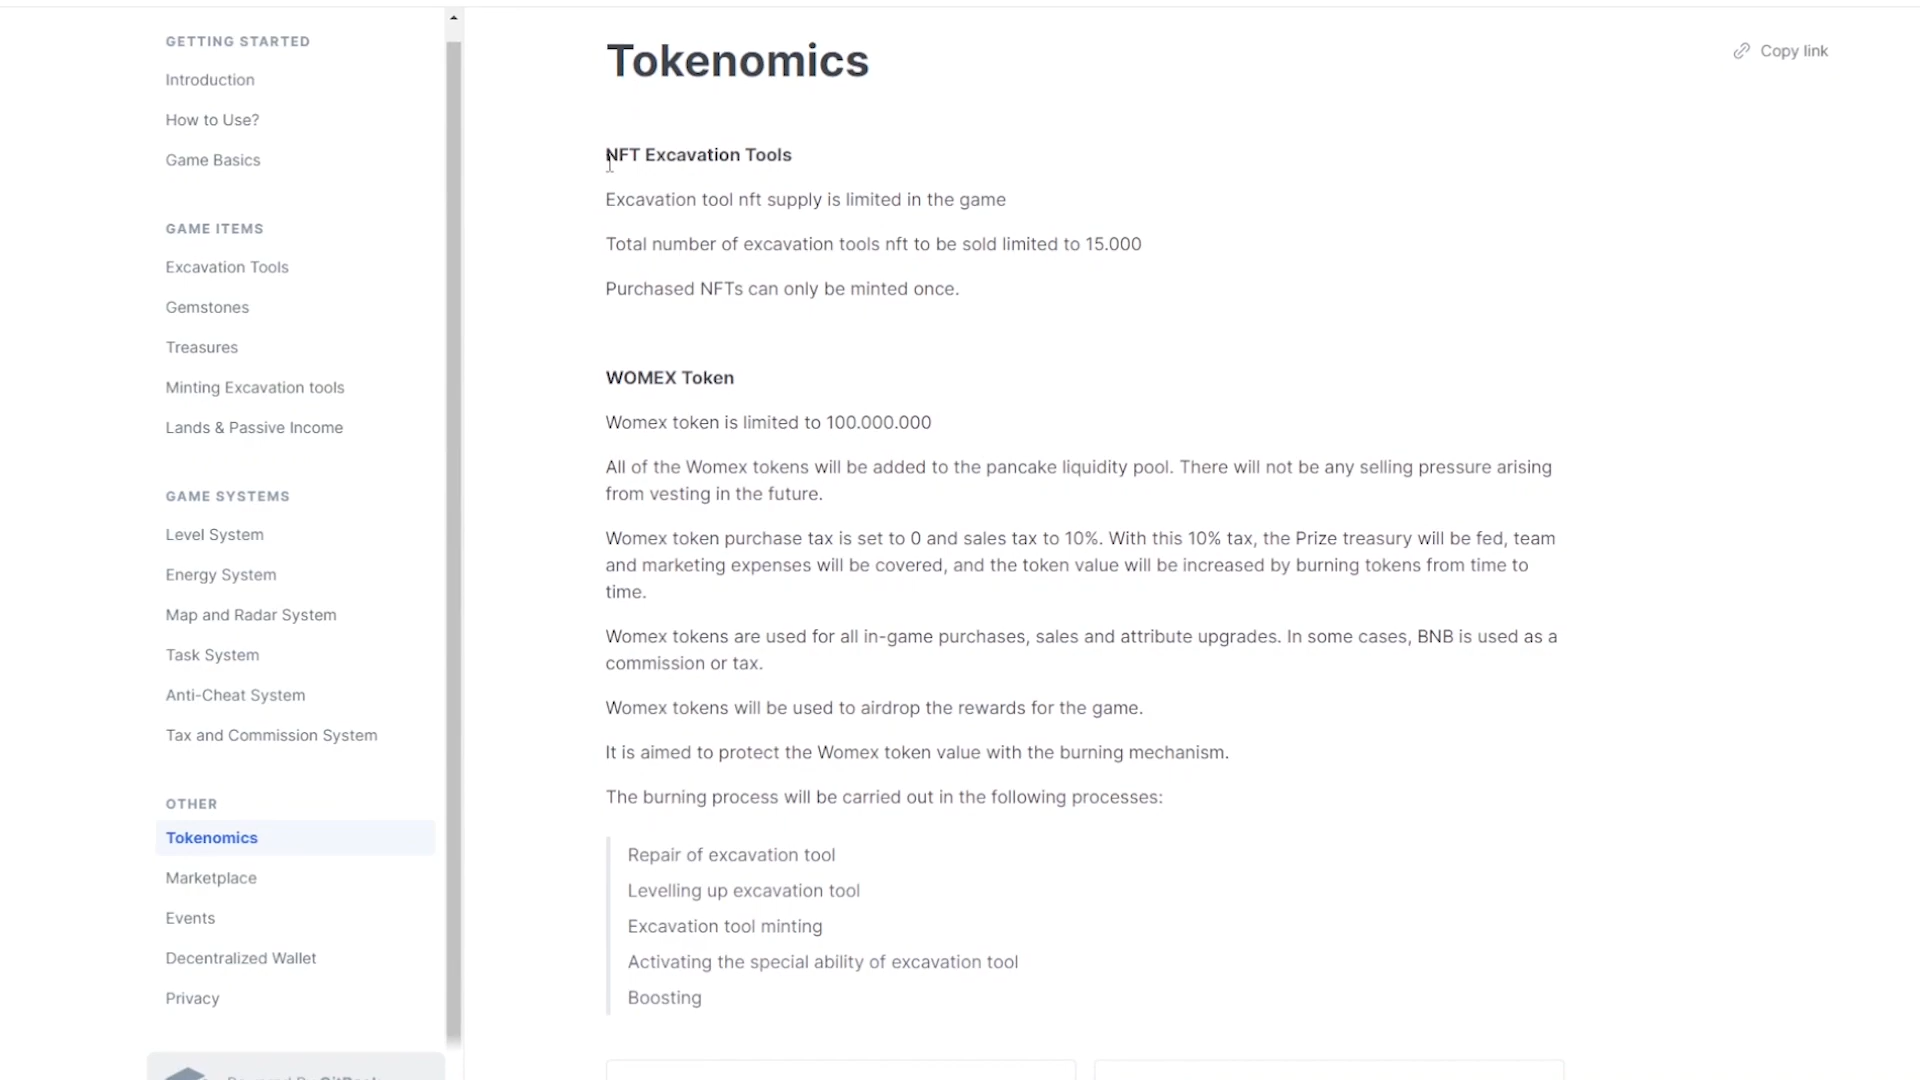 GETTING STARTED
Introduction
How to Use?
Game Basics
GAME ITEMS
Excavation Tools
Gemstones
Treasures
Minting Excavation tools
Lands & Passive Income
GAME SYSTEMS
Level System
Energy System
Map and Radar System
Task System
Anti-Cheat System
Tax and Commission System
OTHER
Tokenomics
Marketplace
Events
Decentralized Wallet
Privacy
Powered By GitBook
Tokenomics
Copy link
NFT Excavation Tools
Excavation tool nft supply is limited in the game
Total number of excavation tools nft to be sold limited to 15.000
Purchased NFTs can only be minted once.
WOMEX Token
Womex token is limited to 100.000.000
All of the Womex tokens will be added to the pancake liquidity pool. There will not be any selling pressure arising
from vesting in the future.
Womex token purchase tax is set to 0 and sales tax to 10%. With this 10% tax, the Prize treasury will be fed, team
and marketing expenses will be covered, and the token value will be increased by burning tokens from time to
time.
Womex tokens are used for all in-game purchases, sales and attribute upgrades. In some cases, BNB is used as a
commission or tax.
Womex tokens will be used to airdrop the rewards for the game.
It is aimed to protect the Womex token value with the burning mechanism.
The burning process will be carried out in the following processes:
Repair of excavation tool
Levelling up excavation tool
Excavation tool minting
Activating the special ability of excavation tool
Boosting